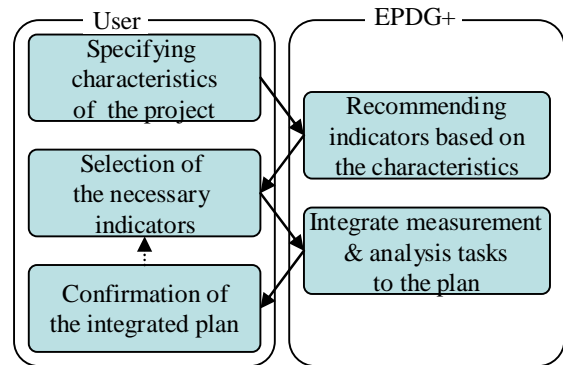 User
EPDG+
Specifying
characteristics
of the project
Recommending
indicators based on
the characteristics
Selection of
the necessary
indicators
Integrate measurement
& analysis tasks
to the plan
Confirmation of
the integrated plan